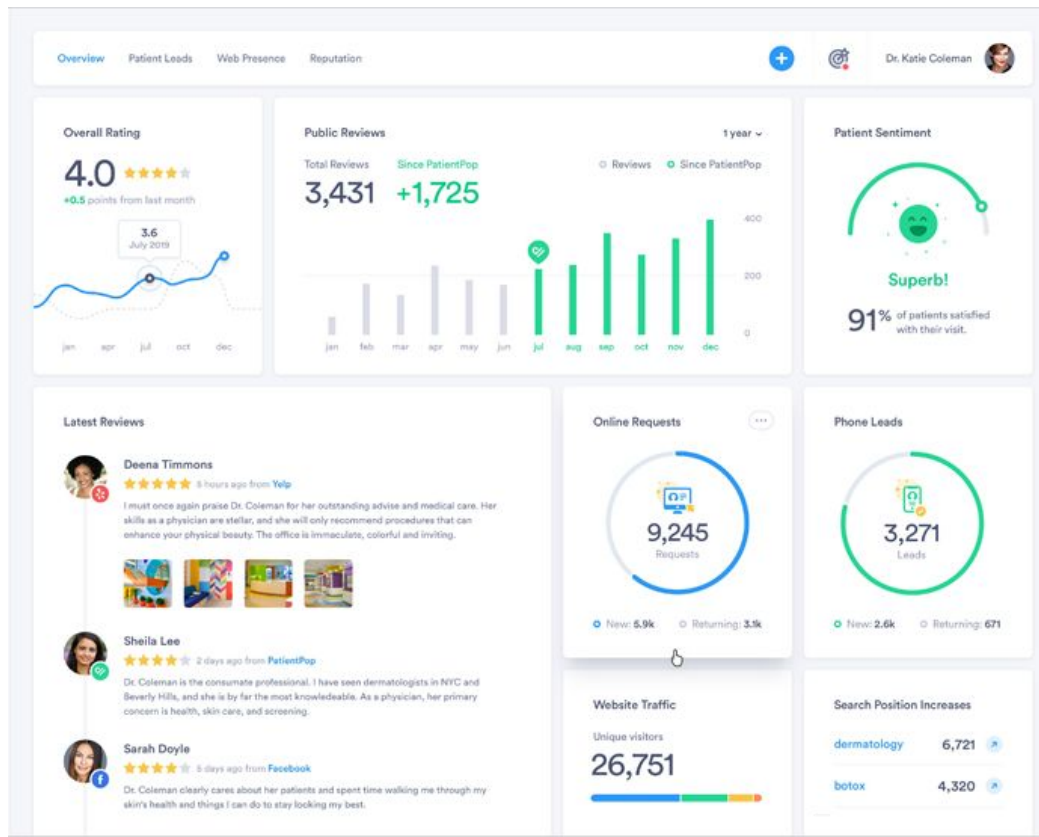 Overview
Patient Leads
Web Presence
Reputation
Dr. Katie Coleman
Overall Rating
4.0
+0.5 points from last month
3.6
July 2019
jan apr jul oct dec
Public Reviews
1 year
Total Reviews
Since PatientPop
3,431
+1,725
Reviews
Since PatientPop
400
200
0
jan feb mar apr may jun jul aug sep oct nov dec
Patient Sentiment
Superb!
91% of patients satisfied
with their visit.
Latest Reviews
Deena Timmons
8 hours ago from Yelp
I must once again praise Dr. Coleman for her outstanding advise and medical care. Her
skills as a physician are stellar, and she will only recommend procedures that can
enhance your physical beauty. The office is immaculate, colorful and inviting.
Sheila Lee
2 days ago from PatientPop
Dr. Coleman is the consumate professional. I have seen dermatologists in NYC and
Beverly Hills, and she is by far the most knowledeable. As a physician, her primary
concern is health, skin care, and screening.
Sarah Doyle
5 days ago from Facebook
Dr. Coleman clearly cares about her patients and spent time walking me through my
skin's health and things I can do to stay looking my best.
Online Requests
9,245
Requests
New: 5.9k
Returning: 3.1k
Phone Leads
3,271
Leads
New: 2.6k
Returning: 671
Website Traffic
Unique visitors
26,751
Search Position Increases
dermatology 6,721
botox 4,320